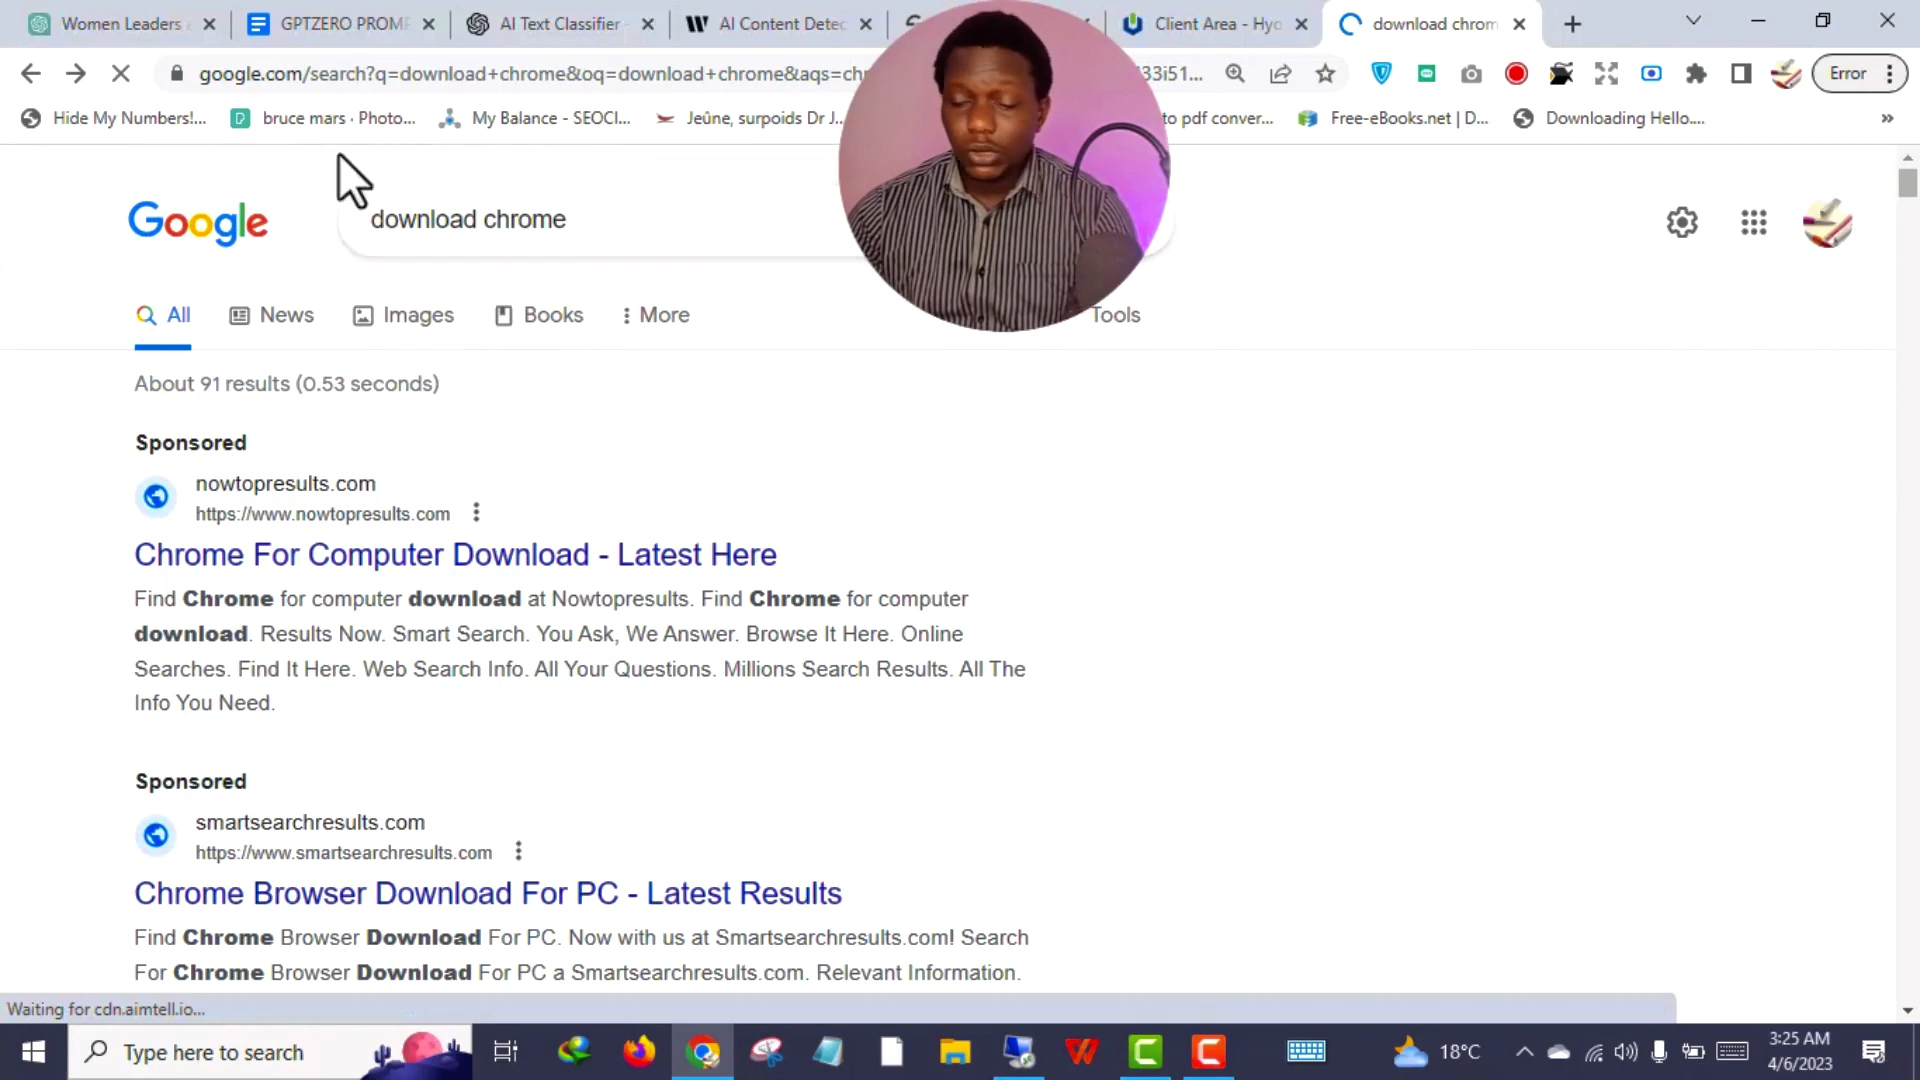 Women Leaders
GPTZERO PROMP
AI Text Classifier
AI Content Detec
Client Area - Hyo
download chrom
google.com/search?q=download+chrome&oq=download+chrome&aqs=chr
33i51...
Error
Hide My Numbers!...
bruce mars · Photo...
My Balance - SEOCl...
Jeûne, surpoids Dr J...
to pdf conver...
Free-eBooks.net | D...
Downloading Hello....
»
Google
download chrome
All
News
Images
Books
More
Tools
About 91 results (0.53 seconds)
Sponsored
nowtopresults.com
https://www.nowtopresults.com
Chrome For Computer Download - Latest Here
Find Chrome for computer download at Nowtopresults. Find Chrome for computer
download. Results Now. Smart Search. You Ask, We Answer. Browse It Here. Online
Searches. Find It Here. Web Search Info. All Your Questions. Millions Search Results. All The
Info You Need.
Sponsored
smartsearchresults.com
https://www.smartsearchresults.com
Chrome Browser Download For PC - Latest Results
Find Chrome Browser Download For PC. Now with us at Smartsearchresults.com! Search
For Chrome Browser Download For PC a Smartsearchresults.com. Relevant Information.
Waiting for cdn.aimtell.io...
Type here to search
18°C
3:25 AM
4/6/2023